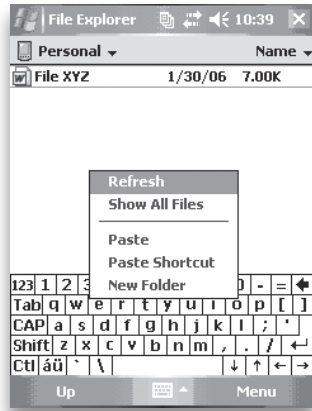 File Explorer 10:39
Personal Name
File XYZ 1/30/06 7.00K
Refresh
Show All Files
Paste
Paste Shortcut
New Folder
123 1 2 3 - =
Tab q w e r t y u i o p [ ]
CAP a s d f g h j k l ; '
Shift z x c v b n m , . /
Ctl áü ` \
Up Menu